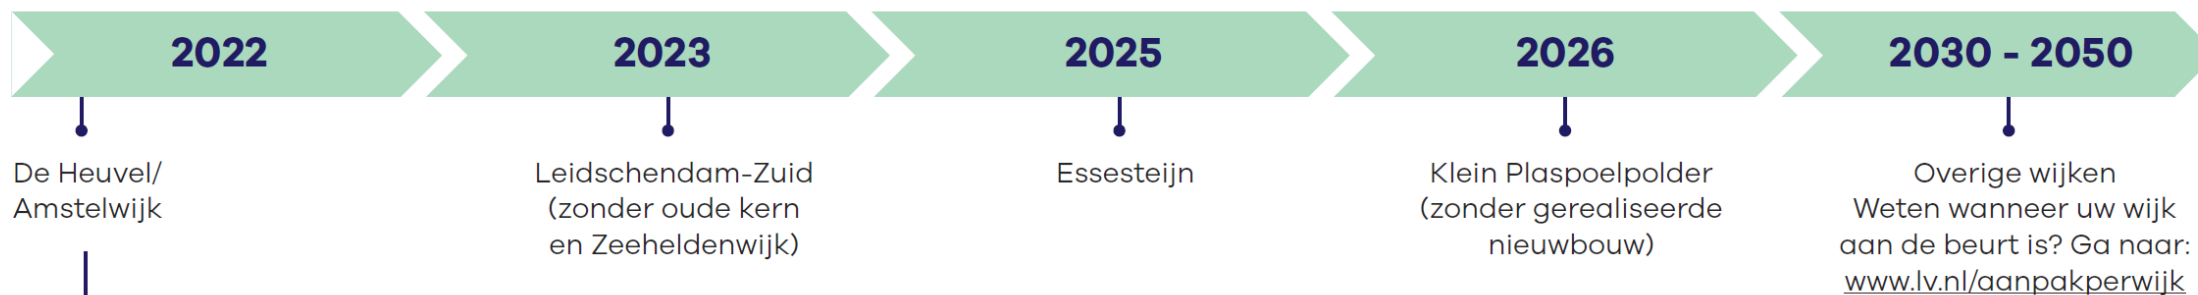 2022
De Heuvel/
Amstelwijk
2023
Leidschendam-Zuid
(zonder oude kern
en Zeeheldenwijk)
2025
Essesteijn
2026
Klein Plaspoelpolder
(zonder gerealiseerde
nieuwbouw)
2030 - 2050
Overige wijken
Weten wanneer uw wijk
aan de beurt is? Ga naar:
www.lv.nl/aanpakperwijk